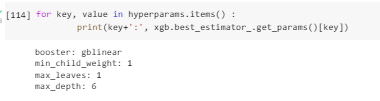 [114] for key, value in hyperparams.items() :
print(key+':', xgb.best_estimator_.get_params()[key])
booster: gblinear
min_child_weight: 1
max_leaves: 1
max_depth: 6